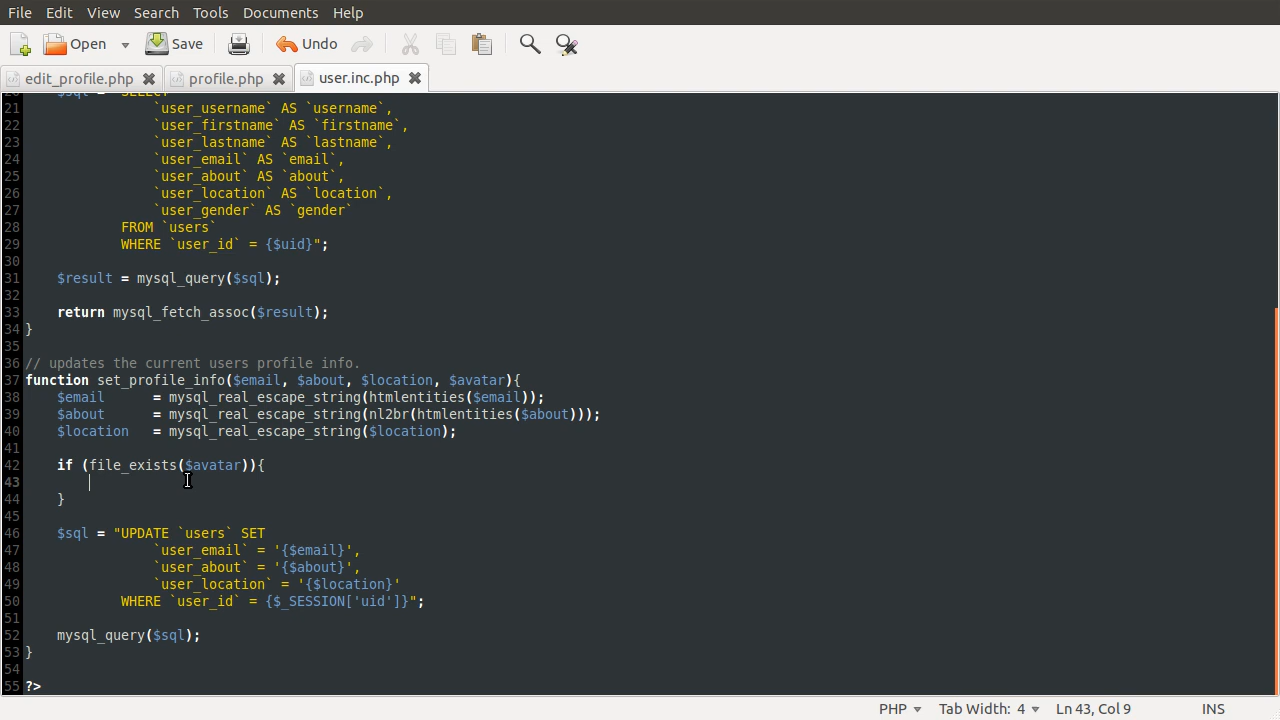 File Edit View Search Tools Documents Help
Open Save Undo
edit_profile.php profile.php user.inc.php
$sql = "SELECT
21 `user_username` AS `username`,
22 `user_firstname` AS `firstname`,
23 `user_lastname` AS `lastname`,
24 `user_email` AS `email`,
25 `user_about` AS `about`,
26 `user_location` AS `location`,
27 `user_gender` AS `gender`
28 FROM `users`
29 WHERE `user_id` = {$uid}";
30
31 $result = mysql_query($sql);
32
33 return mysql_fetch_assoc($result);
34 }
35
36 // updates the current users profile info.
37 function set_profile_info($email, $about, $location, $avatar){
38 $email = mysql_real_escape_string(htmlentities($email));
39 $about = mysql_real_escape_string(nl2br(htmlentities($about)));
40 $location = mysql_real_escape_string($location);
41
42 if (file_exists($avatar)){
43
44 }
45
46 $sql = "UPDATE `users` SET
47 `user_email` = '{$email}',
48 `user_about` = '{$about}',
49 `user_location` = '{$location}'
50 WHERE `user_id` = {$_SESSION['uid']}";
51
52 mysql_query($sql);
53 }
54
55 ?>
PHP Tab Width: 4 Ln 43, Col 9 INS